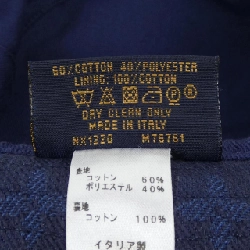 60% COTTON 40% POLYESTER
LINING: 100% COTTON
DRY CLEAN ONLY
MADE IN ITALY
NX1220 M76751
表地
コットン 60%
ポリエステル 40%
裏地
コットン 100%
イタリア製